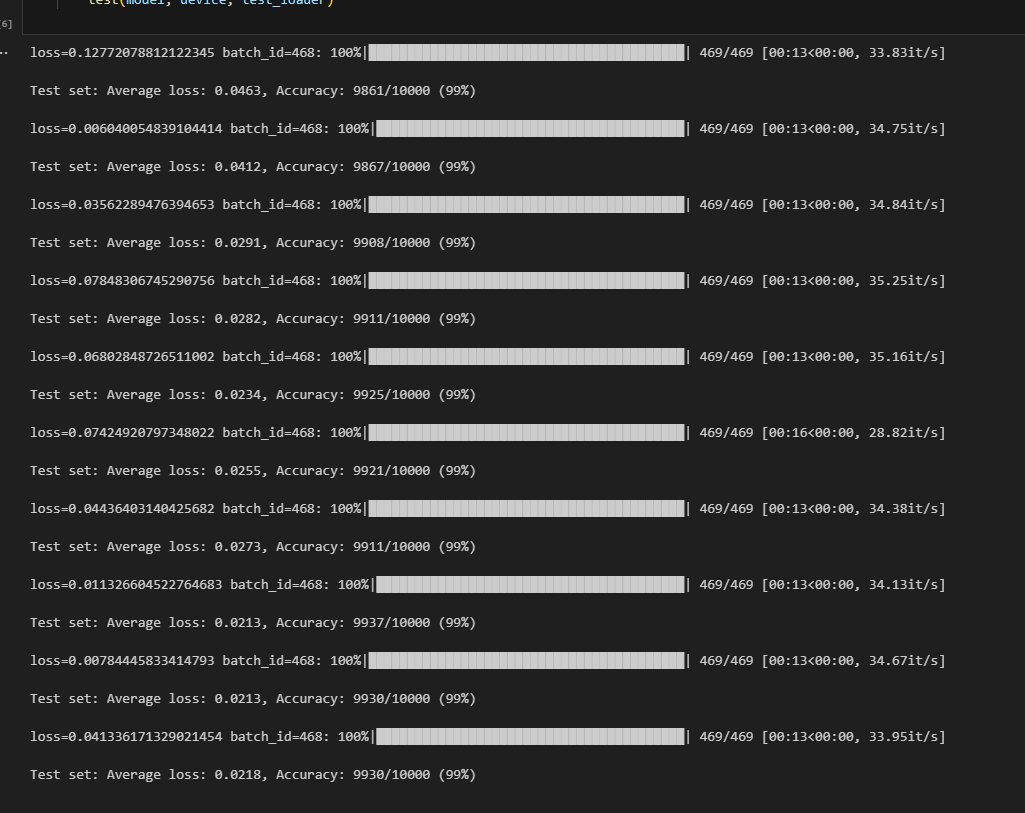 test(model, device, test_loader)
6]
loss=0.12772078812122345 batch_id=468: 100%|██████████| 469/469 [00:13<00:00, 33.83it/s]
Test set: Average loss: 0.0463, Accuracy: 9861/10000 (99%)
loss=0.006040054839104414 batch_id=468: 100%|██████████| 469/469 [00:13<00:00, 34.75it/s]
Test set: Average loss: 0.0412, Accuracy: 9867/10000 (99%)
loss=0.03562289476394653 batch_id=468: 100%|██████████| 469/469 [00:13<00:00, 34.84it/s]
Test set: Average loss: 0.0291, Accuracy: 9908/10000 (99%)
loss=0.07848306745290756 batch_id=468: 100%|██████████| 469/469 [00:13<00:00, 35.25it/s]
Test set: Average loss: 0.0282, Accuracy: 9911/10000 (99%)
loss=0.06802848726511002 batch_id=468: 100%|██████████| 469/469 [00:13<00:00, 35.16it/s]
Test set: Average loss: 0.0234, Accuracy: 9925/10000 (99%)
loss=0.07424920797348022 batch_id=468: 100%|██████████| 469/469 [00:16<00:00, 28.82it/s]
Test set: Average loss: 0.0255, Accuracy: 9921/10000 (99%)
loss=0.04436403140425682 batch_id=468: 100%|██████████| 469/469 [00:13<00:00, 34.38it/s]
Test set: Average loss: 0.0273, Accuracy: 9911/10000 (99%)
loss=0.011326604522764683 batch_id=468: 100%|██████████| 469/469 [00:13<00:00, 34.13it/s]
Test set: Average loss: 0.0213, Accuracy: 9937/10000 (99%)
loss=0.00784445833414793 batch_id=468: 100%|██████████| 469/469 [00:13<00:00, 34.67it/s]
Test set: Average loss: 0.0213, Accuracy: 9930/10000 (99%)
loss=0.041336171329021454 batch_id=468: 100%|██████████| 469/469 [00:13<00:00, 33.95it/s]
Test set: Average loss: 0.0218, Accuracy: 9930/10000 (99%)